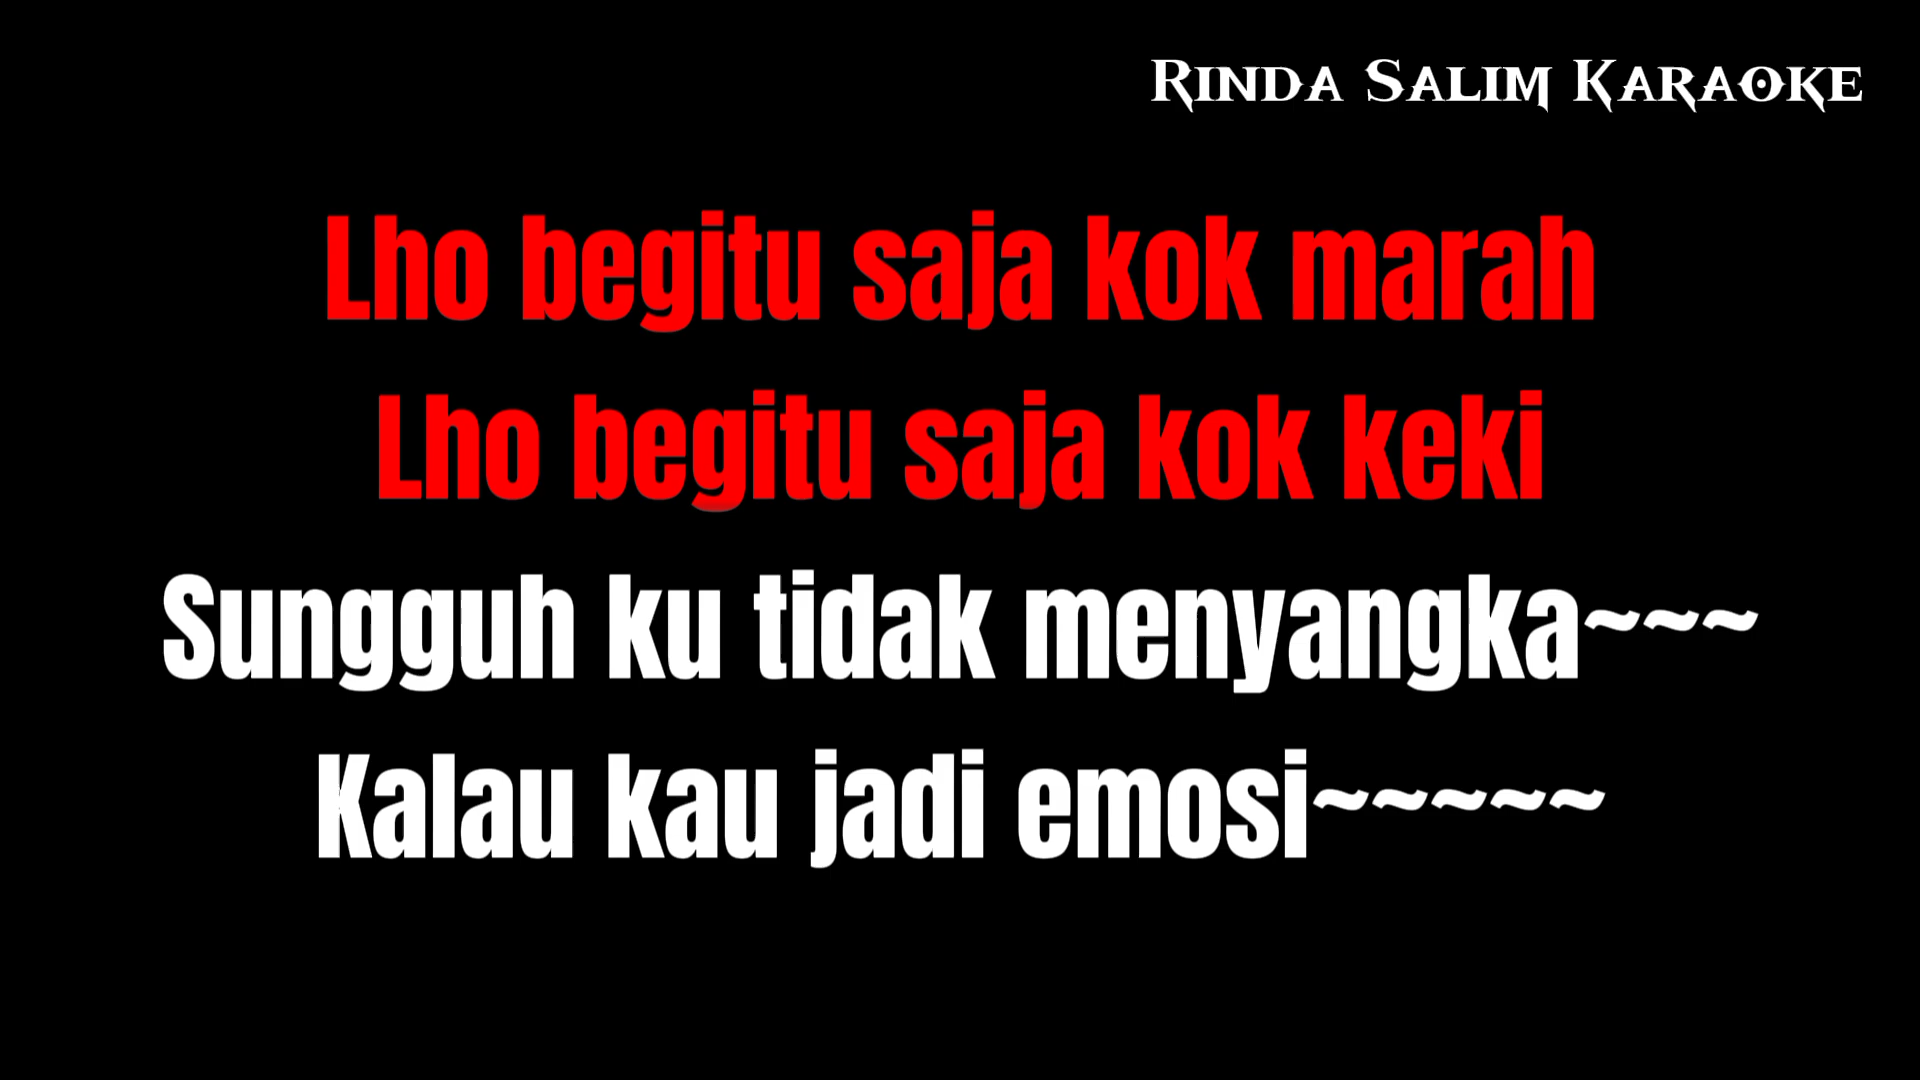 Rinda Salim Karaoke
Lho begitu saja kok marah
Lho begitu saja kok keki
Sungguh ku tidak menyangka~~~
Kalau kau jadi emosi~~~~~